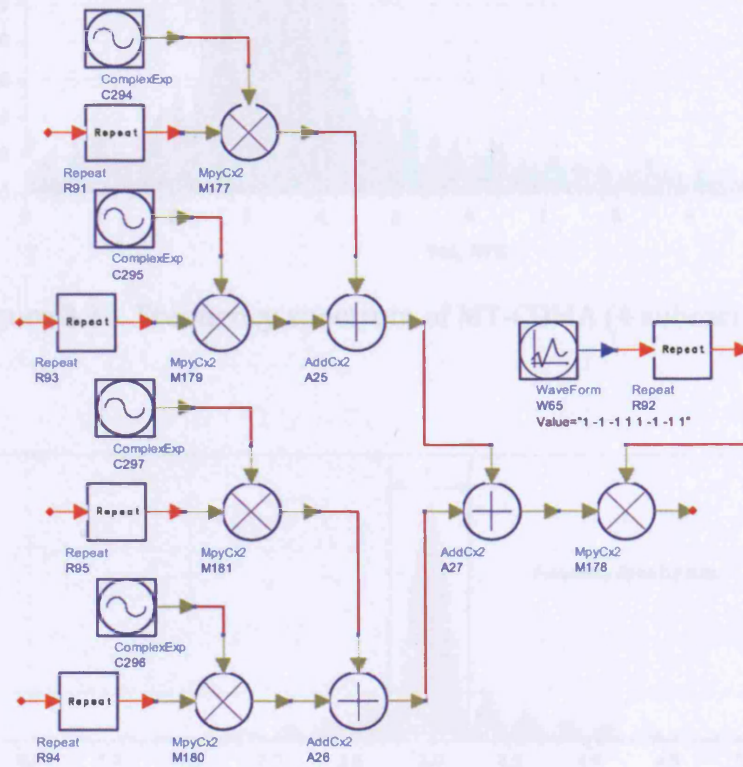 ComplexExp
C294
Repeat
Repeat
R91
MpyCx2
M177
ComplexExp
C295
Repeat
Repeat
R93
MpyCx2
M179
AddCx2
A25
Repeat
WaveForm
W65
Value="1 -1 -1 1 1 -1 -1 1"
Repeat
R92
ComplexExp
C297
Repeat
Repeat
R95
MpyCx2
M181
AddCx2
A27
MpyCx2
M178
ComplexExp
C296
Repeat
Repeat
R94
MpyCx2
M180
AddCx2
A26